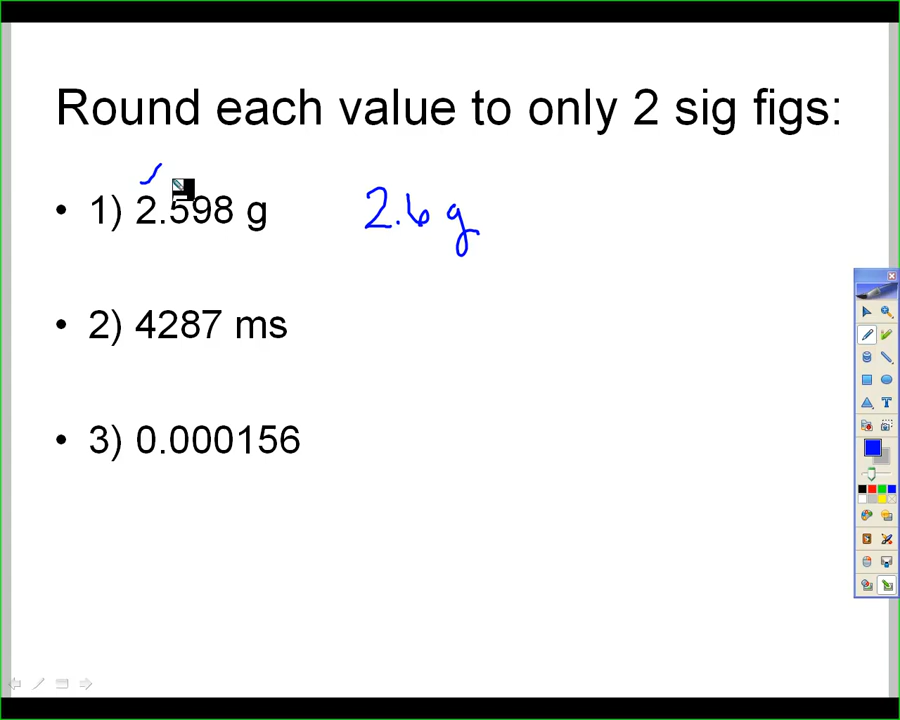 Round each value to only 2 sig figs:
• 1) 2.598 g 2.6 g
• 2) 4287 ms
• 3) 0.000156